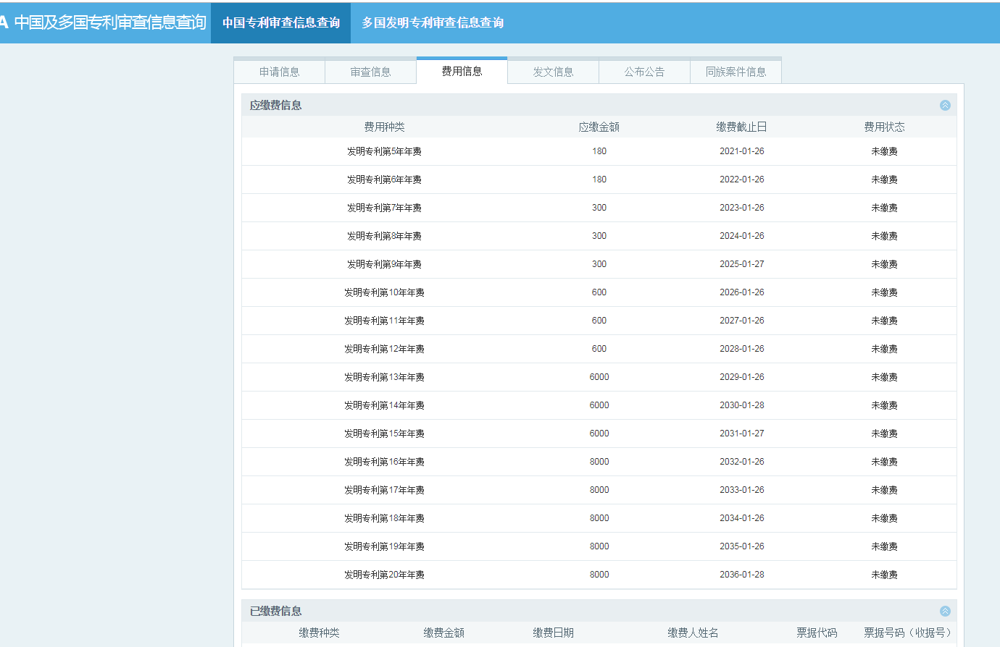 A 中国及多国专利审查信息查询 中国专利审查信息查询 多国发明专利审查信息查询
申请信息 审查信息 费用信息 发文信息 公布公告 同族案件信息
应缴费信息
费用种类 应缴金额 缴费截止日 费用状态
发明专利第5年年费 180 2021-01-26 未缴费
发明专利第6年年费 180 2022-01-26 未缴费
发明专利第7年年费 300 2023-01-26 未缴费
发明专利第8年年费 300 2024-01-26 未缴费
发明专利第9年年费 300 2025-01-27 未缴费
发明专利第10年年费 600 2026-01-26 未缴费
发明专利第11年年费 600 2027-01-26 未缴费
发明专利第12年年费 600 2028-01-26 未缴费
发明专利第13年年费 6000 2029-01-26 未缴费
发明专利第14年年费 6000 2030-01-28 未缴费
发明专利第15年年费 6000 2031-01-27 未缴费
发明专利第16年年费 8000 2032-01-26 未缴费
发明专利第17年年费 8000 2033-01-26 未缴费
发明专利第18年年费 8000 2034-01-26 未缴费
发明专利第19年年费 8000 2035-01-26 未缴费
发明专利第20年年费 8000 2036-01-28 未缴费
已缴费信息
缴费种类 缴费金额 缴费日期 缴费人姓名 票据代码 票据号码（收据号）